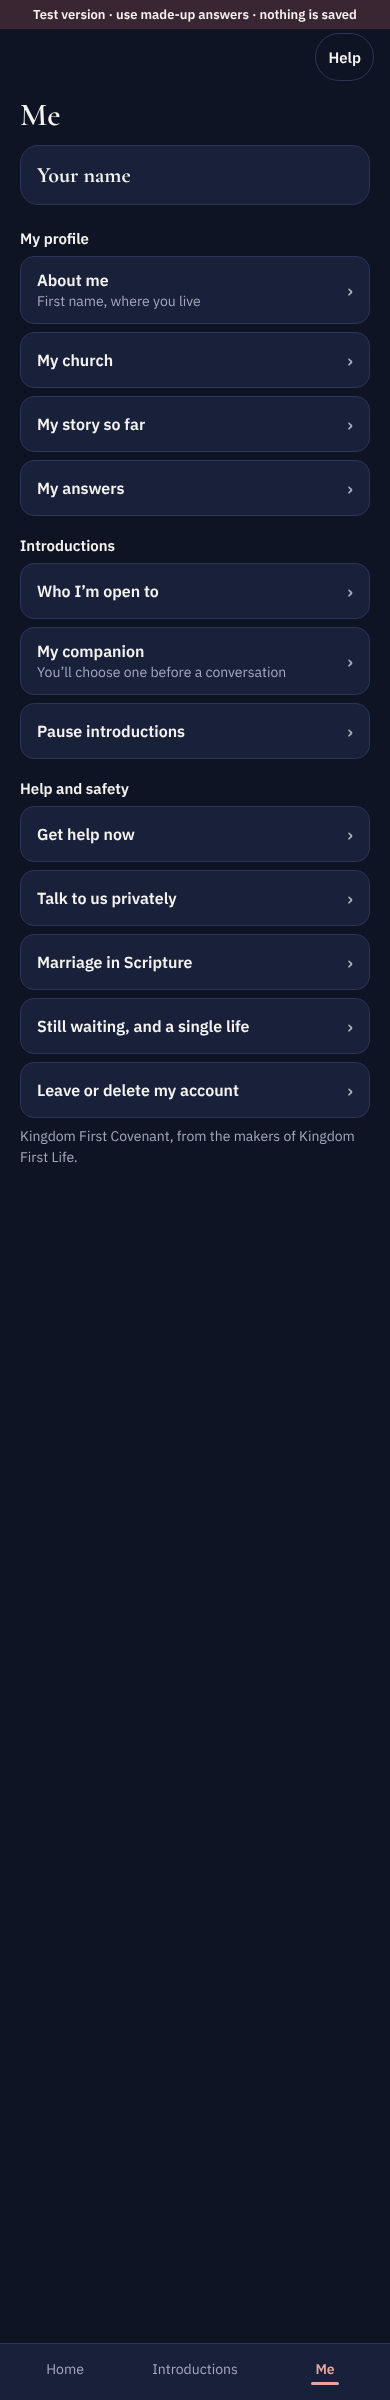 Test version · use made-up answers · nothing is saved
Help
Me
Your name
My profile
About me
First name, where you live
My church
My story so far
My answers
Introductions
Who I’m open to
My companion
You’ll choose one before a conversation
Pause introductions
Help and safety
Get help now
Talk to us privately
Marriage in Scripture
Still waiting, and a single life
Leave or delete my account
Kingdom First Covenant, from the makers of Kingdom
First Life.
Home
Introductions
Me